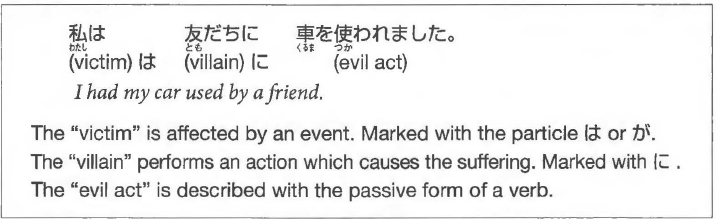 私は 友だちに 車を使われました。
わたし とも くるま つか
(victim) は (villain) に (evil act)
I had my car used by a friend.
The “victim” is affected by an event. Marked with the particle は or が.
The “villain” performs an action which causes the suffering. Marked with に .
The “evil act” is described with the passive form of a verb.